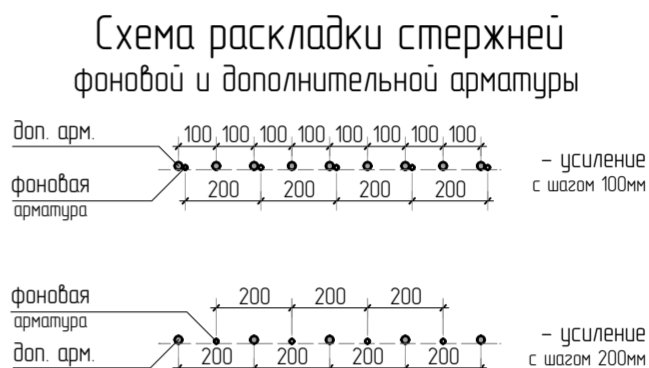 Схема раскладки стержней
фоновой и дополнительной арматуры
доп. арм.
100 100 100 100 100 100 100 100
– усиление
с шагом 100мм
фоновая
арматура
200 200 200 200
фоновая
арматура
200 200 200
– усиление
с шагом 200мм
доп. арм.
200 200 200 200